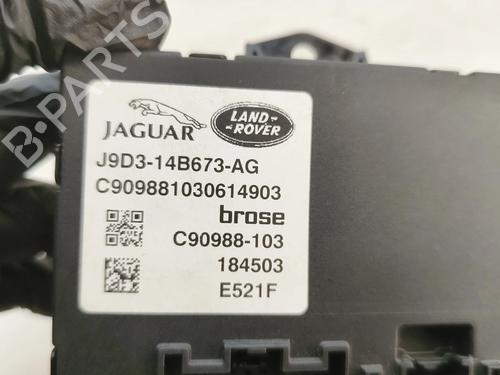 B-PARTS
JAGUAR
LAND ROVER
J9D3-14B673-AG
C909881030614903
brose
C90988-103
184503
E521F